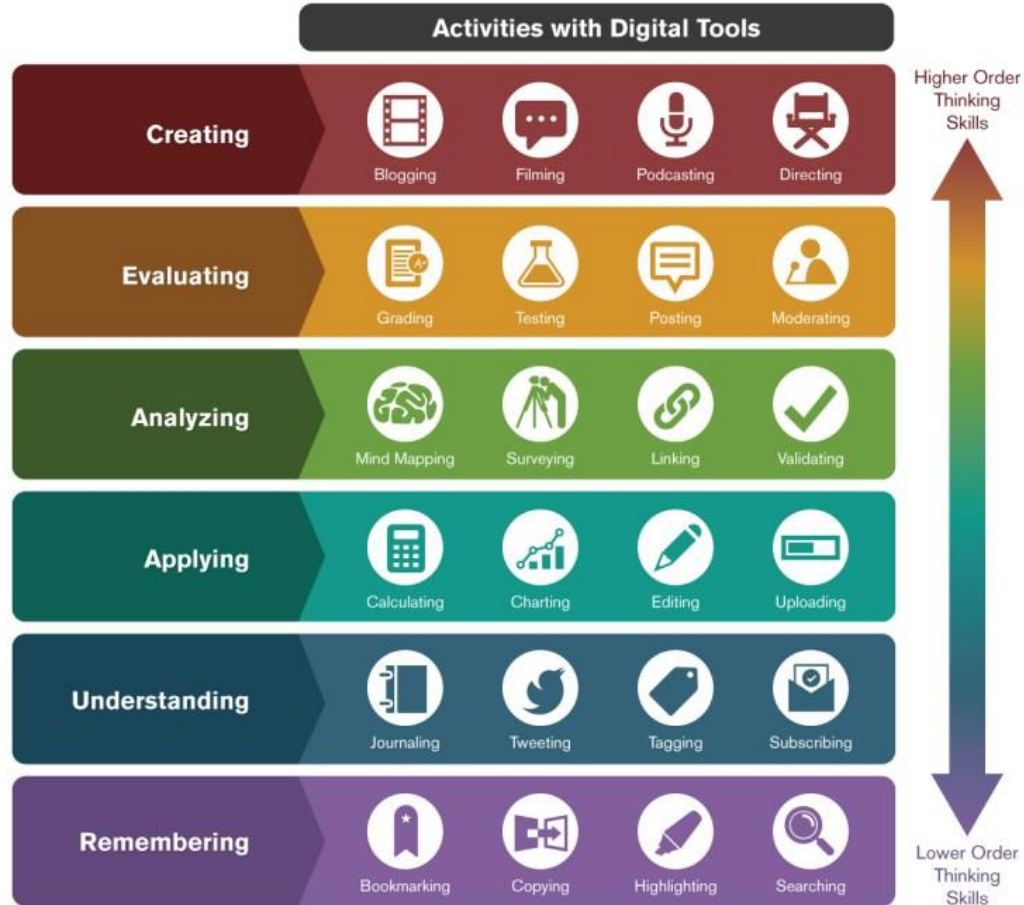 Activities with Digital Tools
Higher Order
Thinking
Skills
Creating
Blogging Filming Podcasting Directing
Evaluating
A+
Grading Testing Posting Moderating
Analyzing
Mind Mapping Surveying Linking Validating
Applying
Calculating Charting Editing Uploading
Understanding
Journaling Tweeting Tagging Subscribing
Remembering
Bookmarking Copying Highlighting Searching
Lower Order
Thinking
Skills